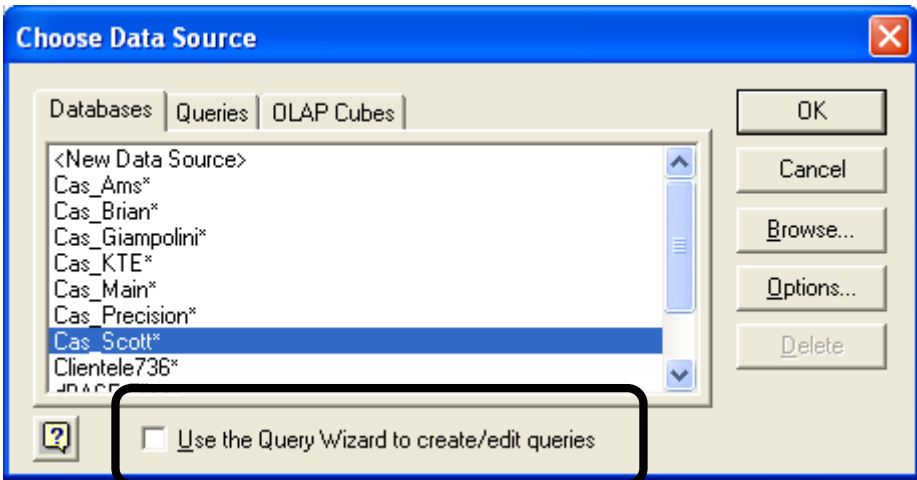 Choose Data Source
Databases
Queries
OLAP Cubes
<New Data Source>
Cas_Ams*
Cas_Brian*
Cas_Giampolini*
Cas_KTE*
Cas_Main*
Cas_Precision*
Cas_Scott*
Clientele736*
OK
Cancel
Browse...
Options...
Delete
Use the Query Wizard to create/edit queries